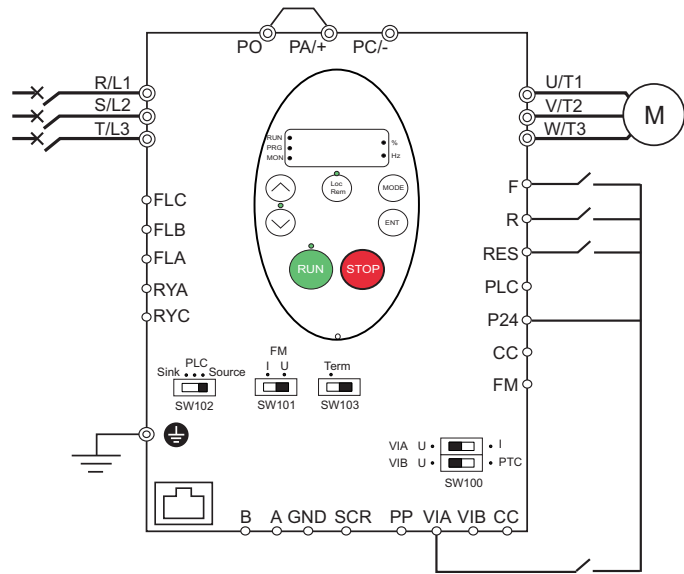 PO PA/+ PC/-
R/L1
S/L2
T/L3
U/T1
V/T2
W/T3
M
RUN
PRG
MON
%
Hz
Loc
Rem
MODE
ENT
RUN
STOP
FLC
FLB
FLA
RYA
RYC
F
R
RES
PLC
P24
CC
FM
PLC
Sink Source
SW102
FM
I U
SW101
Term
SW103
VIA U I
VIB U PTC
SW100
B A GND SCR PP VIA VIB CC